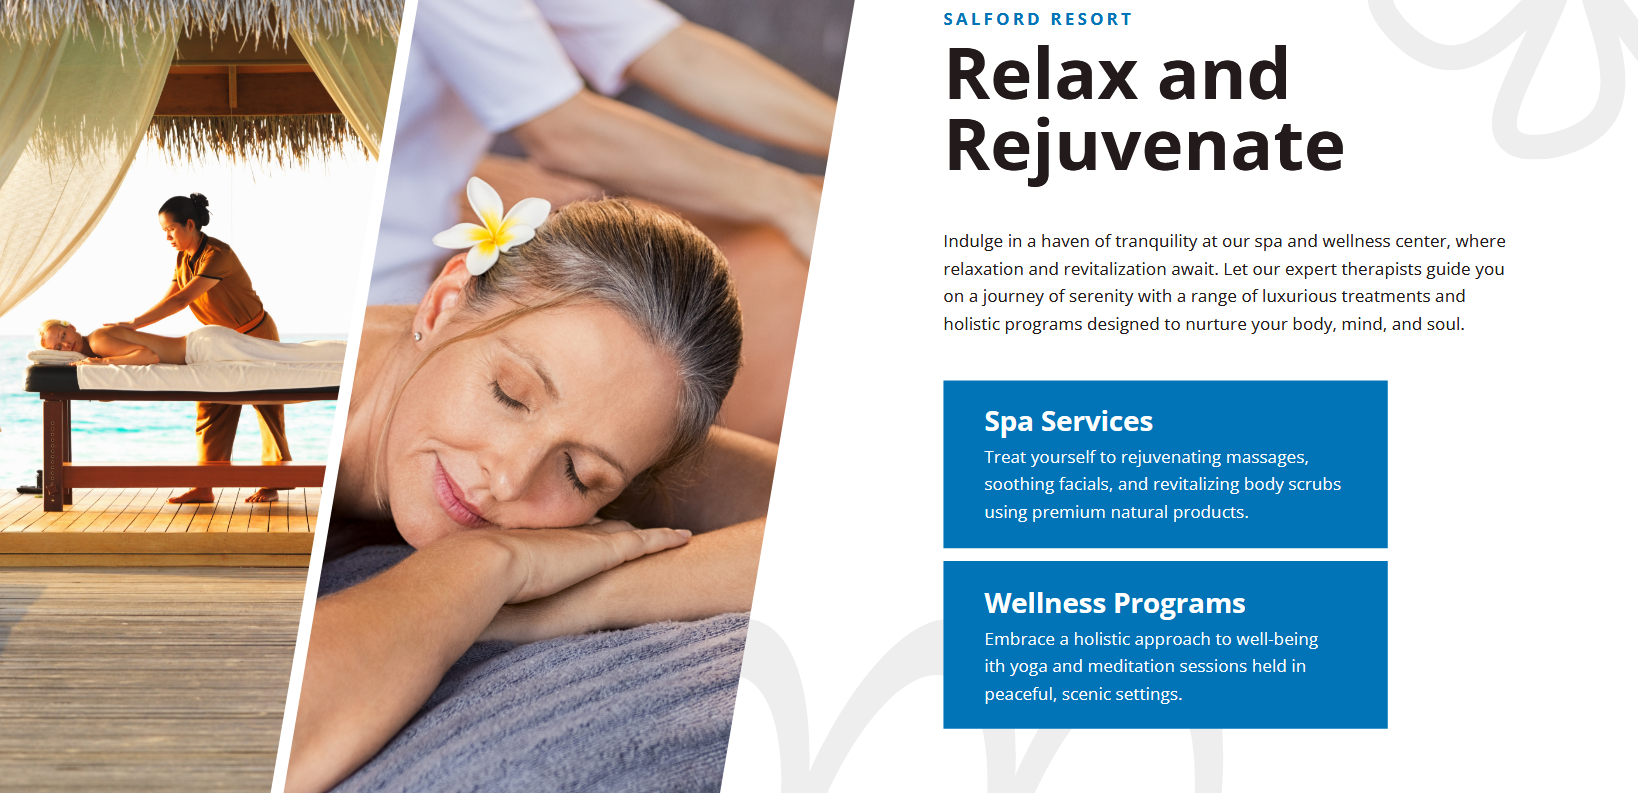 SALFORD RESORT
Relax and
Rejuvenate
Indulge in a haven of tranquility at our spa and wellness center, where
relaxation and revitalization await. Let our expert therapists guide you
on a journey of serenity with a range of luxurious treatments and
holistic programs designed to nurture your body, mind, and soul.
Spa Services
Treat yourself to rejuvenating massages,
soothing facials, and revitalizing body scrubs
using premium natural products.
Wellness Programs
Embrace a holistic approach to well-being
ith yoga and meditation sessions held in
peaceful, scenic settings.